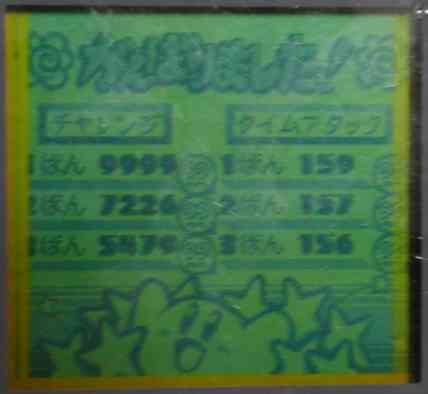 がんばりました!
チャレンジ タイムアタック
1ばん 9999 1ばん 159
2ばん 7226 2ばん 157
3ばん 3ばん 156